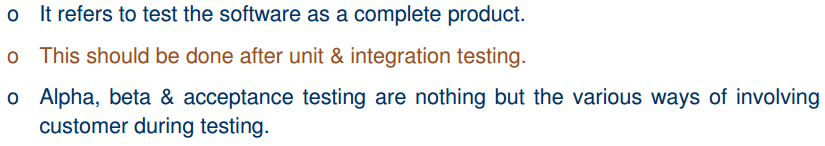 o It refers to test the software as a complete product.
o This should be done after unit & integration testing.
o Alpha, beta & acceptance testing are nothing but the various ways of involving
customer during testing.